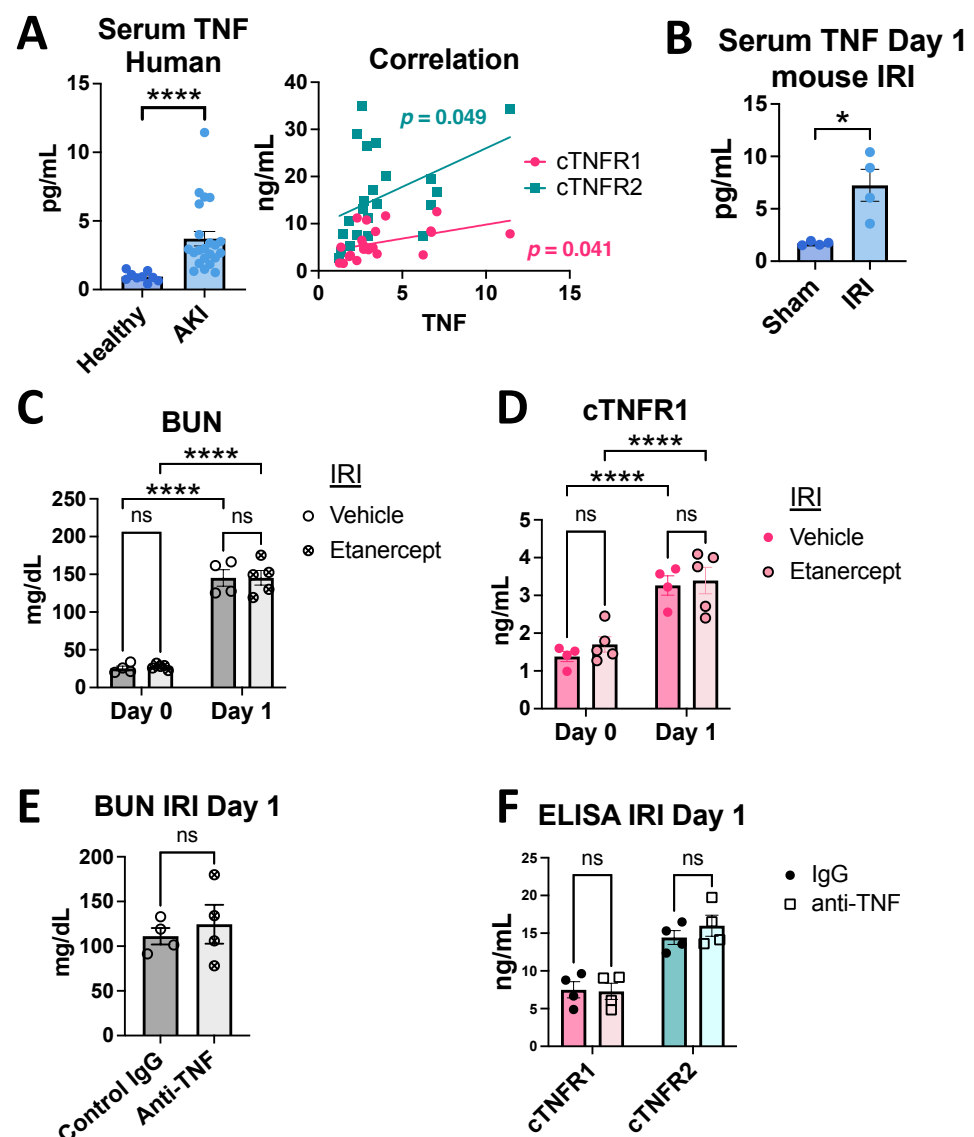 A
Serum TNF
Human
****
15
10
5
0
pg/mL
Healthy
AKI
Correlation
p = 0.049
p = 0.041
cTNFR1
cTNFR2
40
30
20
10
0
ng/mL
0
5
10
15
TNF
B
Serum TNF Day 1
mouse IRI
*
15
10
5
0
pg/mL
Sham
IRI
C
BUN
****
****
ns
ns
250
200
150
100
50
0
mg/dL
Day 0
Day 1
IRI
Vehicle
Etanercept
D
cTNFR1
****
****
ns
ns
5
4
3
2
1
0
ng/mL
Day 0
Day 1
IRI
Vehicle
Etanercept
E
BUN IRI Day 1
ns
200
150
100
50
0
mg/dL
Control IgG
Anti-TNF
F
ELISA IRI Day 1
ns
ns
25
20
15
10
5
0
ng/mL
cTNFR1
cTNFR2
IgG
anti-TNF